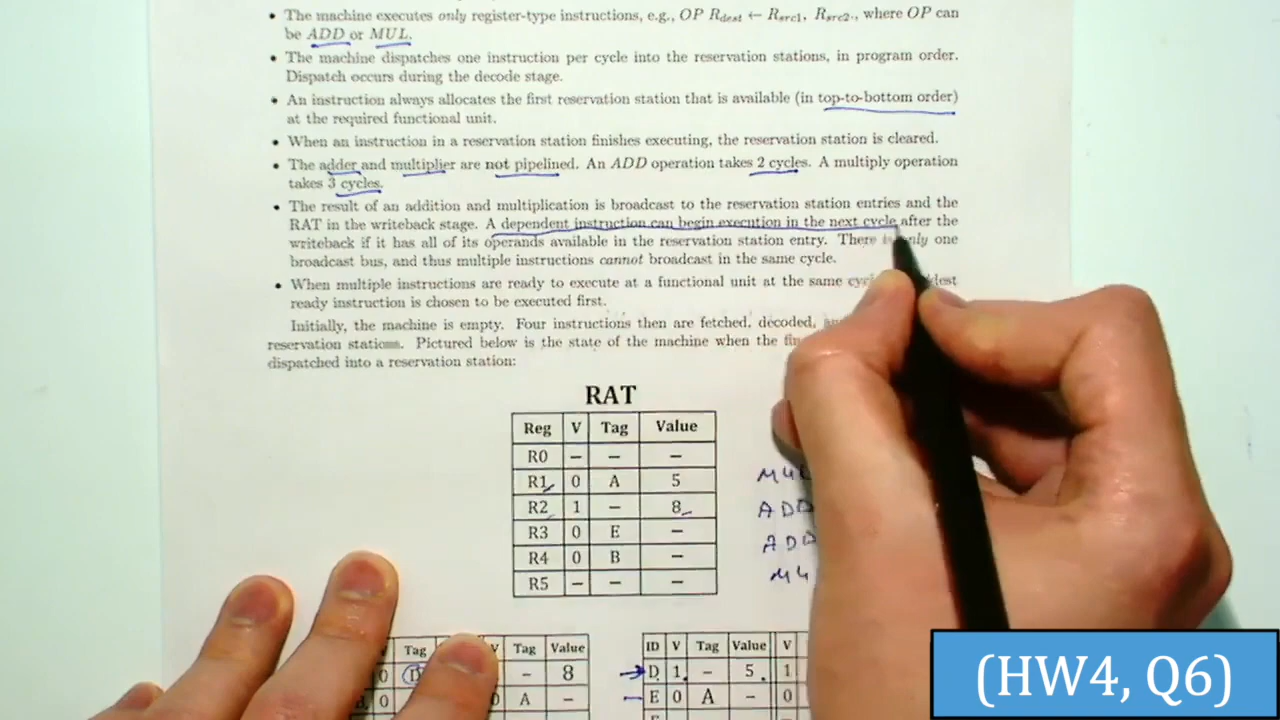 • The machine executes only register-type instructions, e.g., OP Rdest ← Rsrc1, Rsrc2, where OP can
be ADD or MUL.
• The machine dispatches one instruction per cycle into the reservation stations, in program order.
Dispatch occurs during the decode stage.
• An instruction always allocates the first reservation station that is available (in top-to-bottom order)
at the required functional unit.
• When an instruction in a reservation station finishes executing, the reservation station is cleared.
• The adder and multiplier are not pipelined. An ADD operation takes 2 cycles. A multiply operation
takes 3 cycles.
• The result of an addition and multiplication is broadcast to the reservation station entries and the
RAT in the writeback stage. A dependent instruction can begin execution in the next cycle after the
writeback if it has all of its operands available in the reservation station entry. There only one
broadcast bus, and thus multiple instructions cannot broadcast in the same cycle.
• When multiple instructions are ready to execute at a functional unit at the same
ready instruction is chosen to be executed first.
Initially, the machine is empty. Four instructions then are fetched, decoded,
reservation stations. Pictured below is the state of the machine when the
dispatched into a reservation station:
RAT
Reg V Tag Value
R0 – – –
R1 0 A 5
R2 1 – 8
R3 0 E –
R4 0 B –
R5 – – –
ADD
ADD
V Tag V Tag Value
0 D – 8
0 0 A –
ID V Tag Value V
D 1 – 5 1
E 0 A – 0
(HW4, Q6)